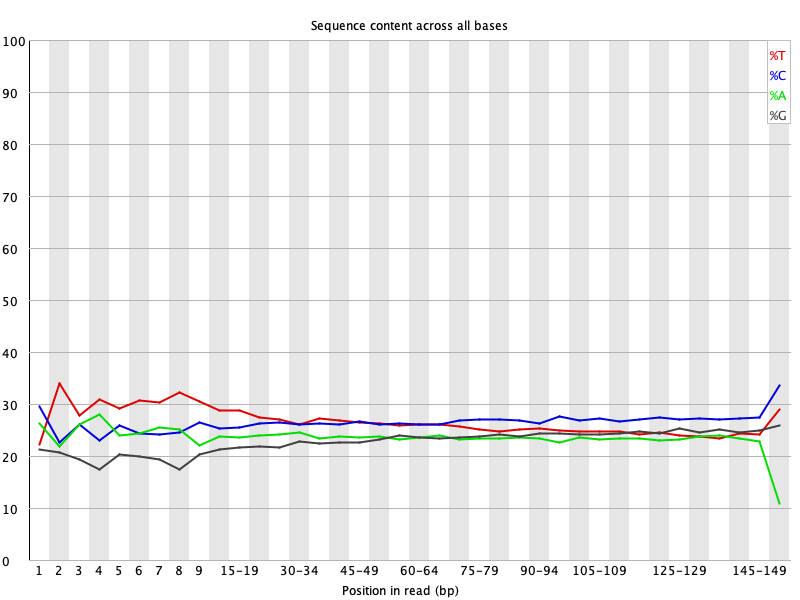 Sequence content across all bases
100
90
80
70
60
50
40
30
20
10
0
%T
%C
%A
%G
1 2 3 4 5 6 7 8 9 15-19 30-34 45-49 60-64 75-79 90-94 105-109 125-129 145-149
Position in read (bp)